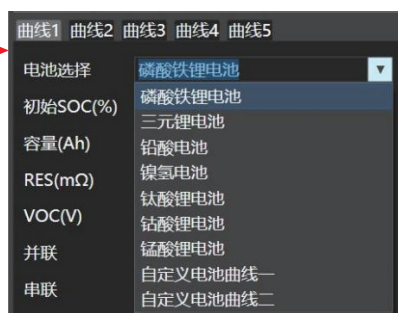 曲线1 曲线2 曲线3 曲线4 曲线5
电池选择 磷酸铁锂电池
初始SOC(%) 磷酸铁锂电池
三元锂电池
容量(Ah) 铅酸电池
RES(mΩ) 镍氢电池
钛酸锂电池
VOC(V) 钴酸锂电池
并联 锰酸锂电池
自定义电池曲线一
串联 自定义电池曲线二